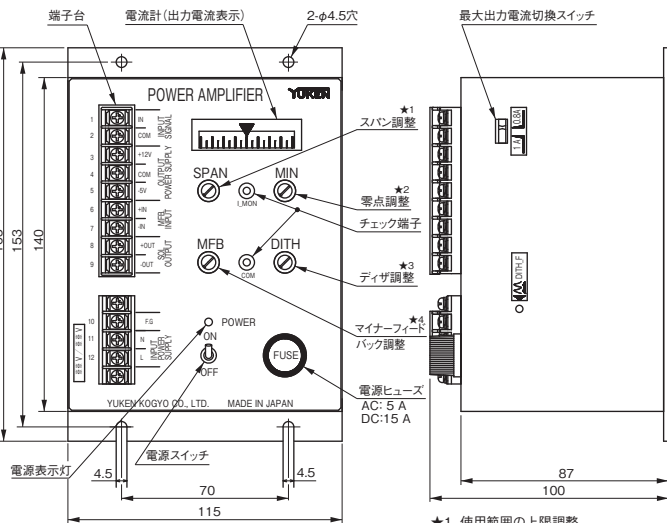 端子台
電流計(出力電流表示)
2-φ4.5穴
最大出力電流切換スイッチ
POWER AMPLIFIER
YUKEN
1 IN
2 COM
INPUT SIGNAL
3 +12V
4 COM
5 -5V
OUTPUT POWER SUPPLY
6 +IN
7 -IN
MFB INPUT
8 +OUT
9 -OUT
SOL OUTPUT
10 F.G
11 N
12 L
INPUT POWER SUPPLY
※※V/※※V
SPAN
MIN
I_MON
MFB
DITH
COM
POWER
ON
OFF
FUSE
YUKEN KOGYO CO., LTD. MADE IN JAPAN
★1
スパン調整
★2
零点調整
チェック端子
★3
ディザ調整
★4
マイナーフィード
バック調整
電源ヒューズ
AC: 5 A
DC:15 A
電源表示灯
電源スイッチ
1A 0.8A
DITH_F
153
140
4.5
4.5
70
115
87
100
★1 使用範囲の上限調整